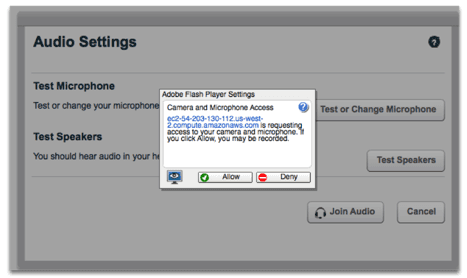 Audio Settings
Test Microphone
Test or change your microphone
Test or Change Microphone
Test Speakers
You should hear audio in your he
Test Speakers
Adobe Flash Player Settings
Camera and Microphone Access
ec2-54-203-130-112.us-west-
2.compute.amazonaws.com is requesting
access to your camera and microphone. If
you click Allow, you may be recorded.
Allow
Deny
Join Audio
Cancel